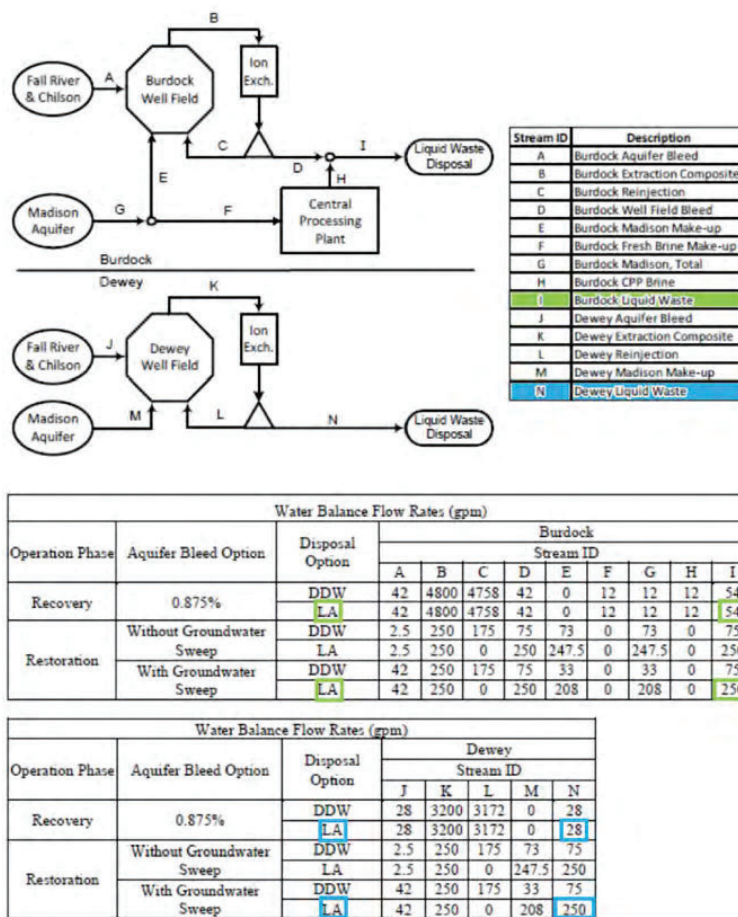 B
Fall River & Chilson
A
Burdock Well Field
Ion Exch.
C
D
I
Liquid Waste Disposal
E
H
Madison Aquifer
G
F
Central Processing Plant
Burdock
Dewey
K
Fall River & Chilson
J
Dewey Well Field
Ion Exch.
Madison Aquifer
M
L
N
Liquid Waste Disposal
Stream ID Description
A Burdock Aquifer Bleed
B Burdock Extraction Composite
C Burdock Reinjection
D Burdock Well Field Bleed
E Burdock Madison Make-up
F Burdock Fresh Brine Make-up
G Burdock Madison, Total
H Burdock CPP Brine
I Burdock Liquid Waste
J Dewey Aquifer Bleed
K Dewey Extraction Composite
L Dewey Reinjection
M Dewey Madison Make-up
N Dewey Liquid Waste
Water Balance Flow Rates (gpm)
Operation Phase Aquifer Bleed Option Disposal Option Burdock
Stream ID
A B C D E F G H I
Recovery 0.875% DDW 42 4800 4758 42 0 12 12 12 54
LA 42 4800 4758 42 0 12 12 12 54
Restoration Without Groundwater Sweep DDW 2.5 250 175 75 73 0 73 0 75
LA 2.5 250 0 250 247.5 0 247.5 0 250
With Groundwater Sweep DDW 42 250 175 75 33 0 33 0 75
LA 42 250 0 250 208 0 208 0 250
Water Balance Flow Rates (gpm)
Operation Phase Aquifer Bleed Option Disposal Option Dewey
Stream ID
J K L M N
Recovery 0.875% DDW 28 3200 3172 0 28
LA 28 3200 3172 0 28
Restoration Without Groundwater Sweep DDW 2.5 250 175 73 75
LA 2.5 250 0 247.5 250
With Groundwater Sweep DDW 42 250 175 33 75
LA 42 250 0 208 250